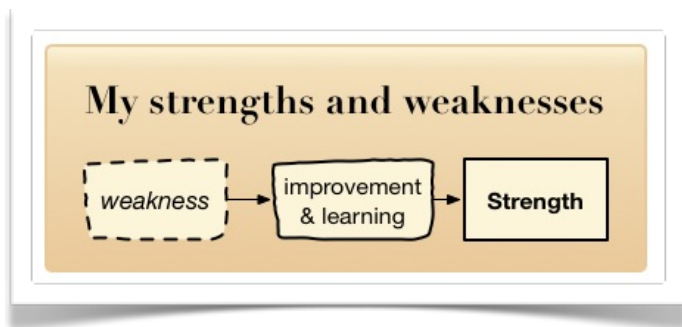 My strengths and weaknesses
weakness
improvement
& learning
Strength